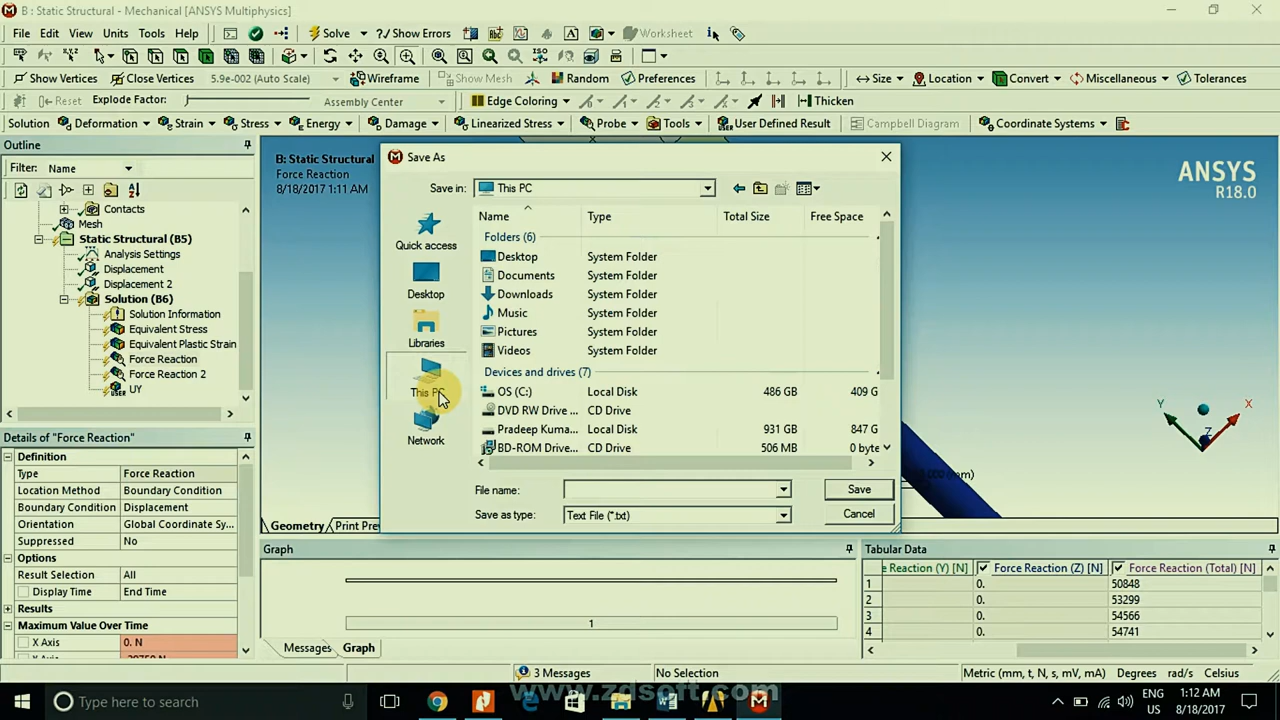 B : Static Structural - Mechanical [ANSYS Multiphysics]
File Edit View Units Tools Help Solve ?/ Show Errors Worksheet
Show Vertices Close Vertices 5.9e-002 (Auto Scale) Wireframe Show Mesh Random Preferences Size Location Convert Miscellaneous Tolerances
Reset Explode Factor: Assembly Center Edge Coloring Thicken
Solution Deformation Strain Stress Energy Damage Linearized Stress Probe Tools User Defined Result Campbell Diagram Coordinate Systems
Outline
Filter: Name
Contacts
Mesh
Static Structural (B5)
Analysis Settings
Displacement
Displacement 2
Solution (B6)
Solution Information
Equivalent Stress
Equivalent Plastic Strain
Force Reaction
Force Reaction 2
UY
Details of "Force Reaction"
Definition
Type Force Reaction
Location Method Boundary Condition
Boundary Condition Displacement
Orientation Global Coordinate Sy...
Suppressed No
Options
Result Selection All
Display Time End Time
Results
Maximum Value Over Time
X Axis 0. N
B: Static Structural
Force Reaction
8/18/2017 1:11 AM
ANSYS
R18.0
Y X
Z
Save As
Save in: This PC
Quick access
Desktop
Libraries
This PC
Network
Name Type Total Size Free Space
Folders (6)
Desktop System Folder
Documents System Folder
Downloads System Folder
Music System Folder
Pictures System Folder
Videos System Folder
Devices and drives (7)
OS (C:) Local Disk 486 GB 409 G
DVD RW Drive ... CD Drive
Pradeep Kuma... Local Disk 931 GB 847 G
BD-ROM Drive... CD Drive 506 MB 0 byte
File name: Save
Save as type: Text File (*.txt) Cancel
(mm)
Geometry Print Pre
Graph
1
Messages Graph
Tabular Data
e Reaction (Y) [N] Force Reaction (Z) [N] Force Reaction (Total) [N]
1 0. 50848
2 0. 53299
3 0. 54566
4 0. 54741
3 Messages No Selection Metric (mm, t, N, s, mV, mA) Degrees rad/s Celsius
www.zdsoft.com
Type here to search
ENG
US
1:12 AM
8/18/2017